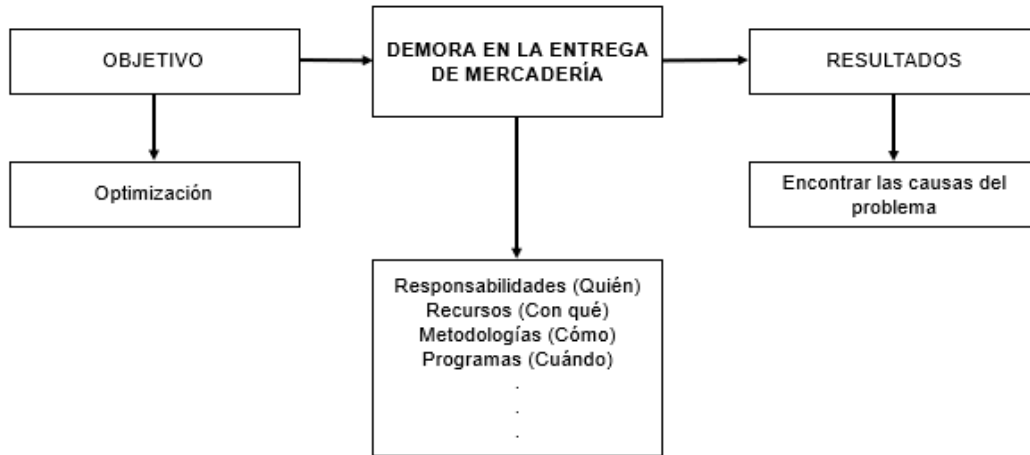 OBJETIVO
DEMORA EN LA ENTREGA
DE MERCADERÍA
RESULTADOS
Optimización
Encontrar las causas del
problema
Responsabilidades (Quién)
Recursos (Con qué)
Metodologías (Cómo)
Programas (Cuándo)
.
.
.